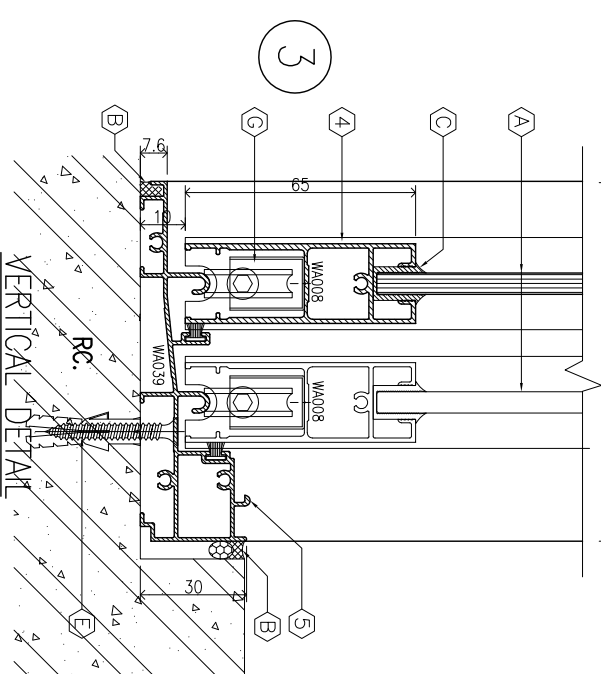 3
B
G
4
C
A
7.6
65
10
WA008
WA039
WA008
RC.
VERTICAL DETAIL
30
E
B
5